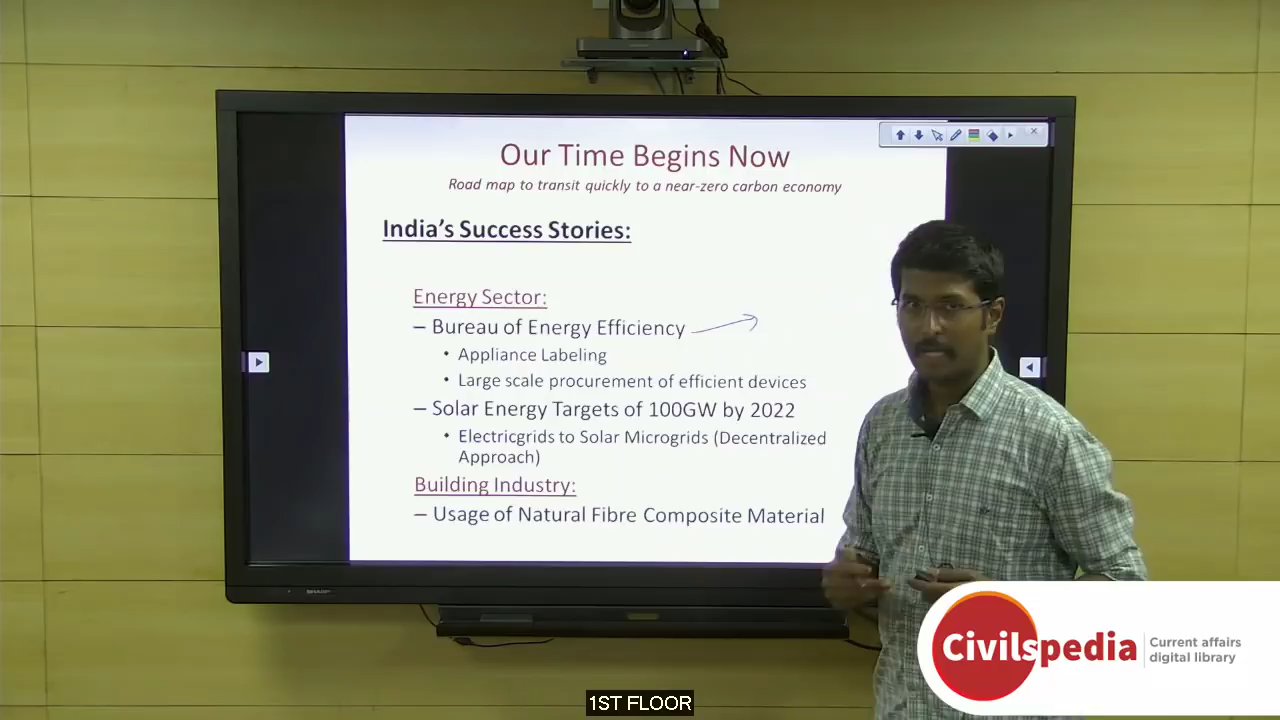 Our Time Begins Now
Road map to transit quickly to a near-zero carbon economy
India's Success Stories:
Energy Sector:
– Bureau of Energy Efficiency
• Appliance Labeling
• Large scale procurement of efficient devices
– Solar Energy Targets of 100GW by 2022
• Electricgrids to Solar Microgrids (Decentralized
Approach)
Building Industry:
– Usage of Natural Fibre Composite Material
SHARP
Civilspedia
Current affairs
digital library
1ST FLOOR